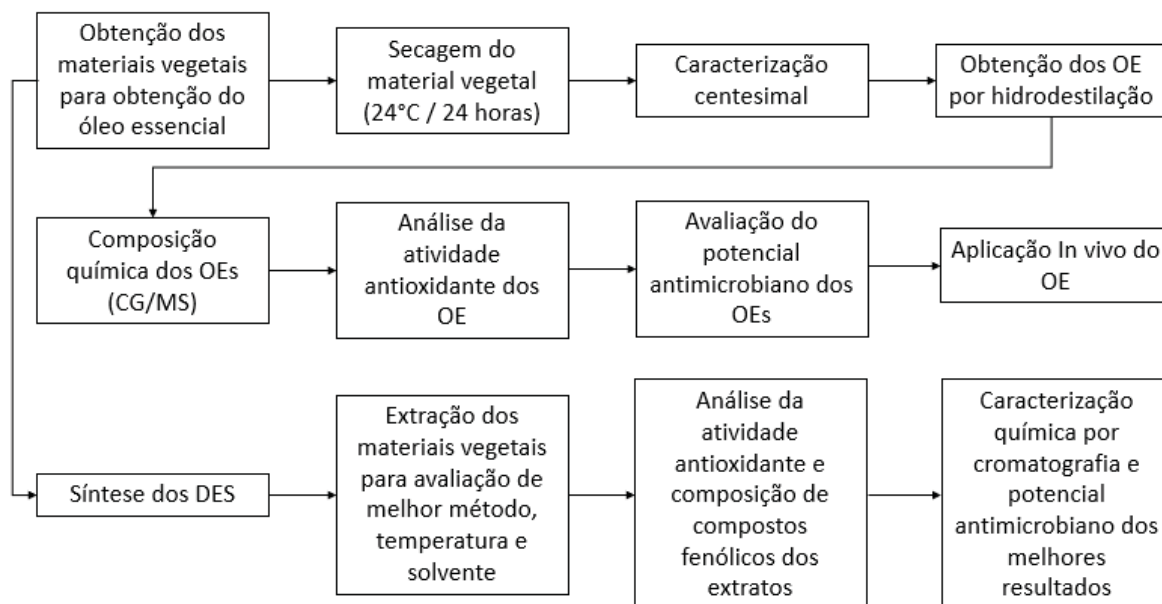 Obtenção dos
materiais vegetais
para obtenção do
óleo essencial
Secagem do
material vegetal
(24°C / 24 horas)
Caracterização
centesimal
Obtenção dos OE
por hidrodestilação
Composição
química dos OEs
(CG/MS)
Análise da
atividade
antioxidante dos
OE
Avaliação do
potencial
antimicrobiano dos
OEs
Aplicação In vivo do
OE
Síntese dos DES
Extração dos
materiais vegetais
para avaliação de
melhor método,
temperatura e
solvente
Análise da
atividade
antioxidante e
composição de
compostos
fenólicos dos
extratos
Caracterização
química por
cromatografia e
potencial
antimicrobiano dos
melhores
resultados